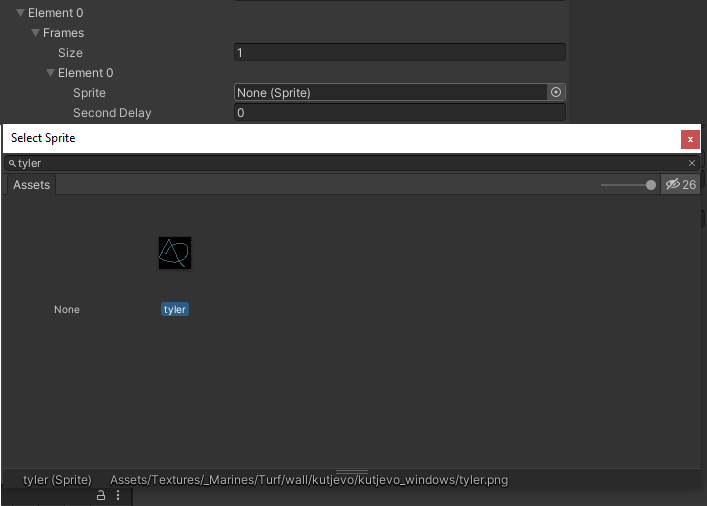 Element 0
Frames
Size 1
Element 0
Sprite None (Sprite)
Second Delay 0
Select Sprite x
tyler
Assets 26
None tyler
tyler (Sprite) Assets/Textures/_Marines/Turf/wall/kutjevo/kutjevo_windows/tyler.png